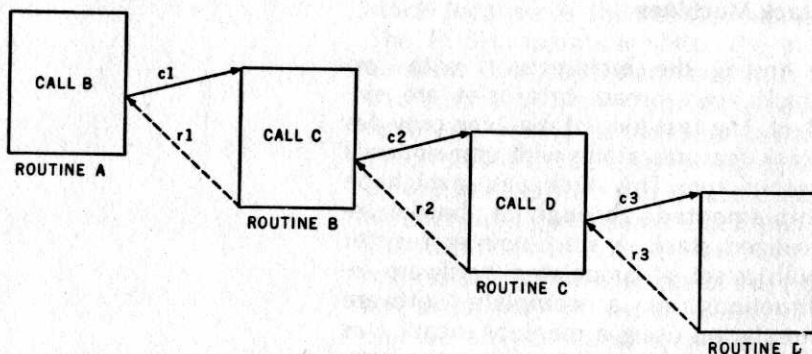 CALL B
c1
r1
ROUTINE A
CALL C
c2
r2
ROUTINE B
CALL D
c3
r3
ROUTINE C
ROUTINE D